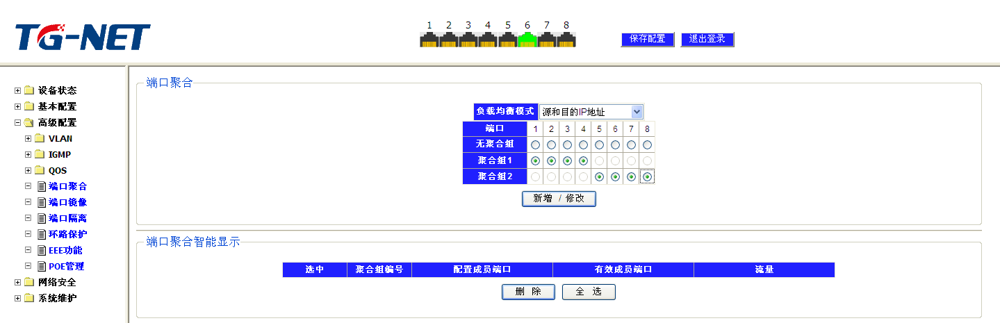 TG-NET
1 2 3 4 5 6 7 8
保存配置 退出登录
设备状态
基本配置
高级配置
VLAN
IGMP
QOS
端口聚合
端口镜像
端口隔离
环路保护
EEE功能
POE管理
网络安全
系统维护
端口聚合
负载均衡模式 源和目的IP地址
端口 1 2 3 4 5 6 7 8
无聚合组
聚合组1
聚合组2
新增 / 修改
端口聚合智能显示
选中 聚合组编号 配置成员端口 有效成员端口 流量
删 除 全 选